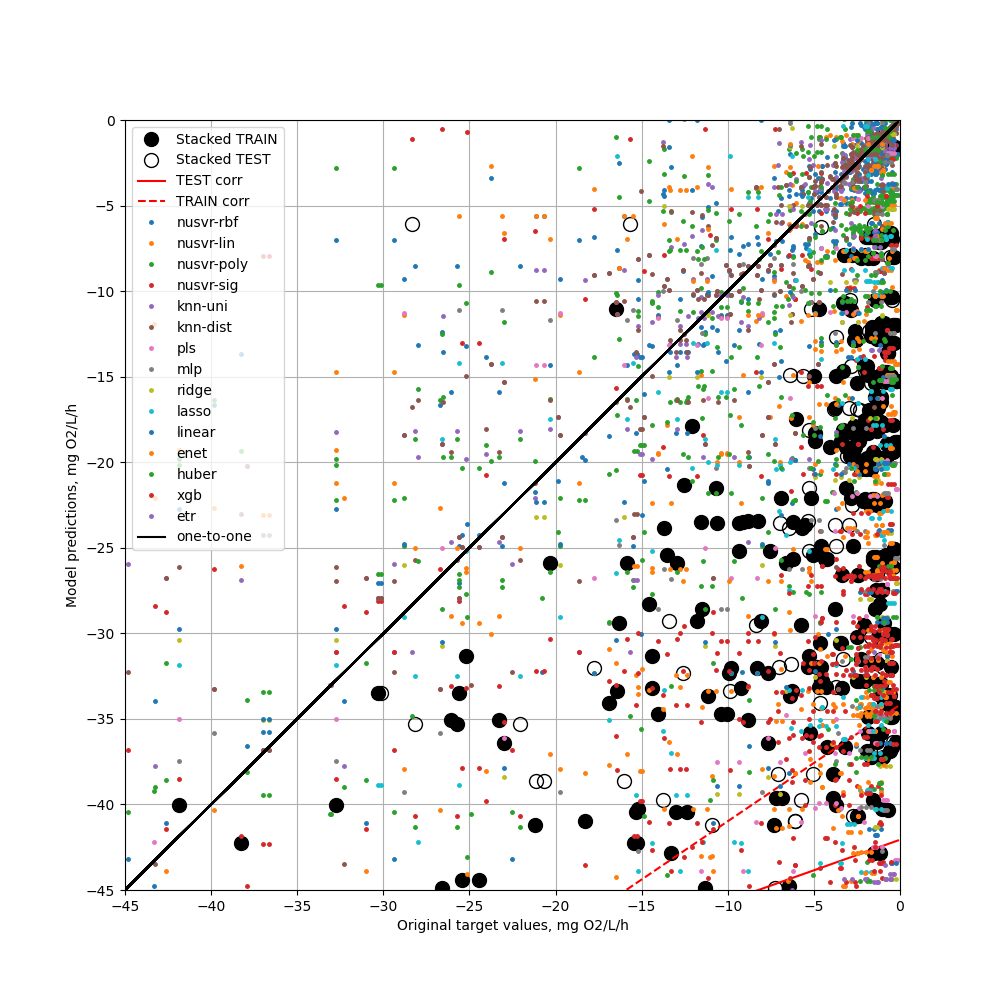 0
−5
−10
−15
−20
−25
−30
−35
−40
−45
Model predictions, mg O2/L/h
Stacked TRAIN
Stacked TEST
TEST corr
TRAIN corr
nusvr-rbf
nusvr-lin
nusvr-poly
nusvr-sig
knn-uni
knn-dist
pls
mlp
ridge
lasso
linear
enet
huber
xgb
etr
one-to-one
−45 −40 −35 −30 −25 −20 −15 −10 −5 0
Original target values, mg O2/L/h